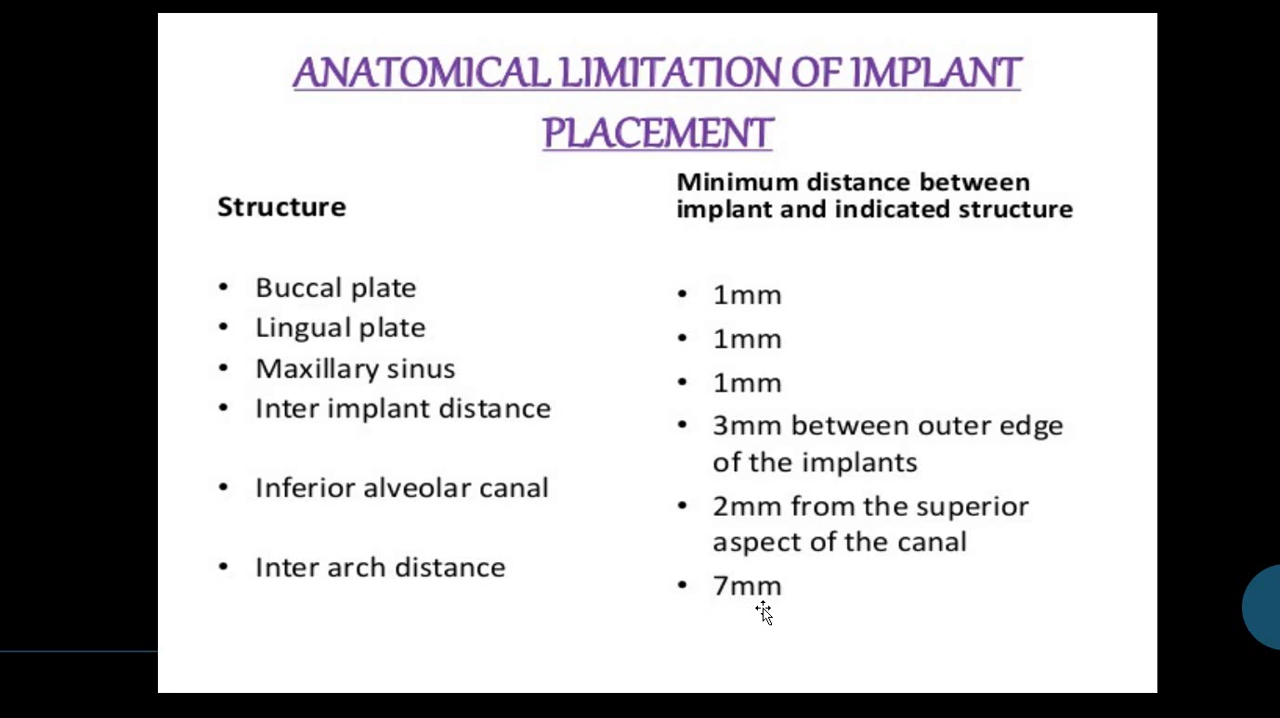 ANATOMICAL LIMITATION OF IMPLANT
PLACEMENT
Structure
• Buccal plate
• Lingual plate
• Maxillary sinus
• Inter implant distance
• Inferior alveolar canal
• Inter arch distance
Minimum distance between
implant and indicated structure
• 1mm
• 1mm
• 1mm
• 3mm between outer edge
of the implants
• 2mm from the superior
aspect of the canal
• 7mm